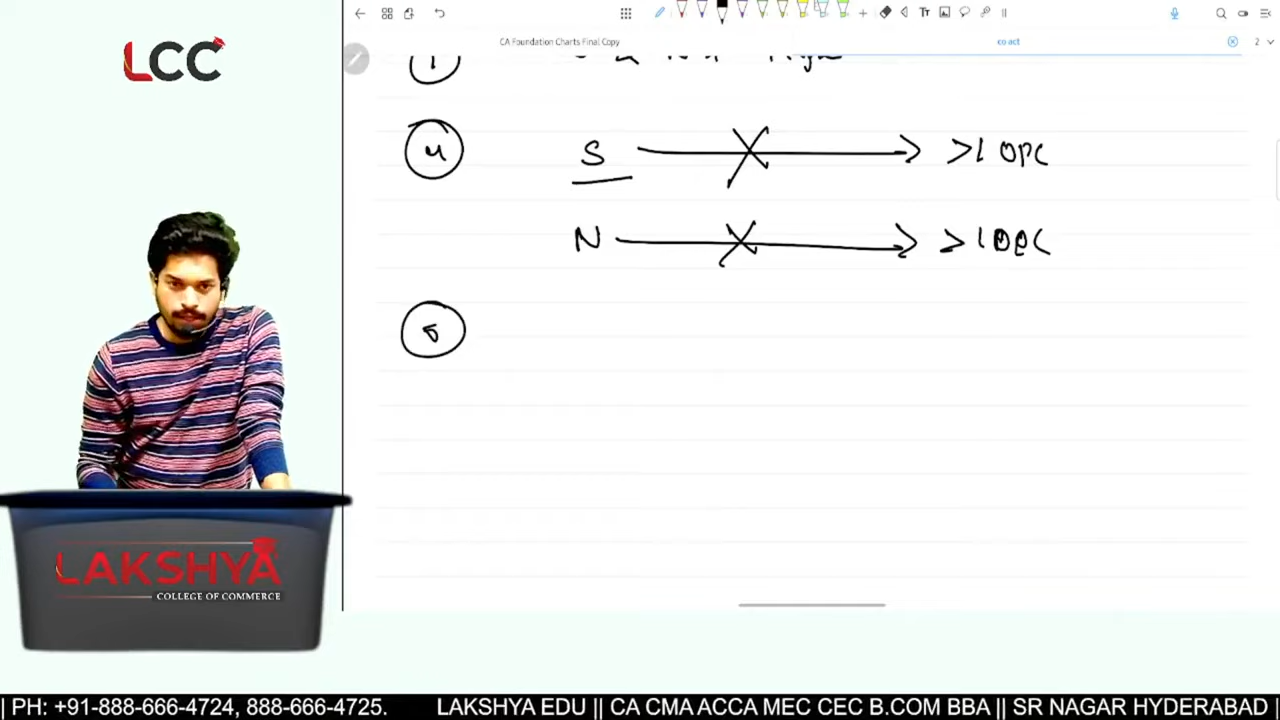 LCC
CA Foundation Charts Final Copy
co act
2
4
S >1 OPC
N >1 OPC
5
LAKSHYA
COLLEGE OF COMMERCE
| PH: +91-888-666-4724, 888-666-4725. LAKSHYA EDU || CA CMA ACCA MEC CEC B.COM BBA || SR NAGAR HYDERABAD